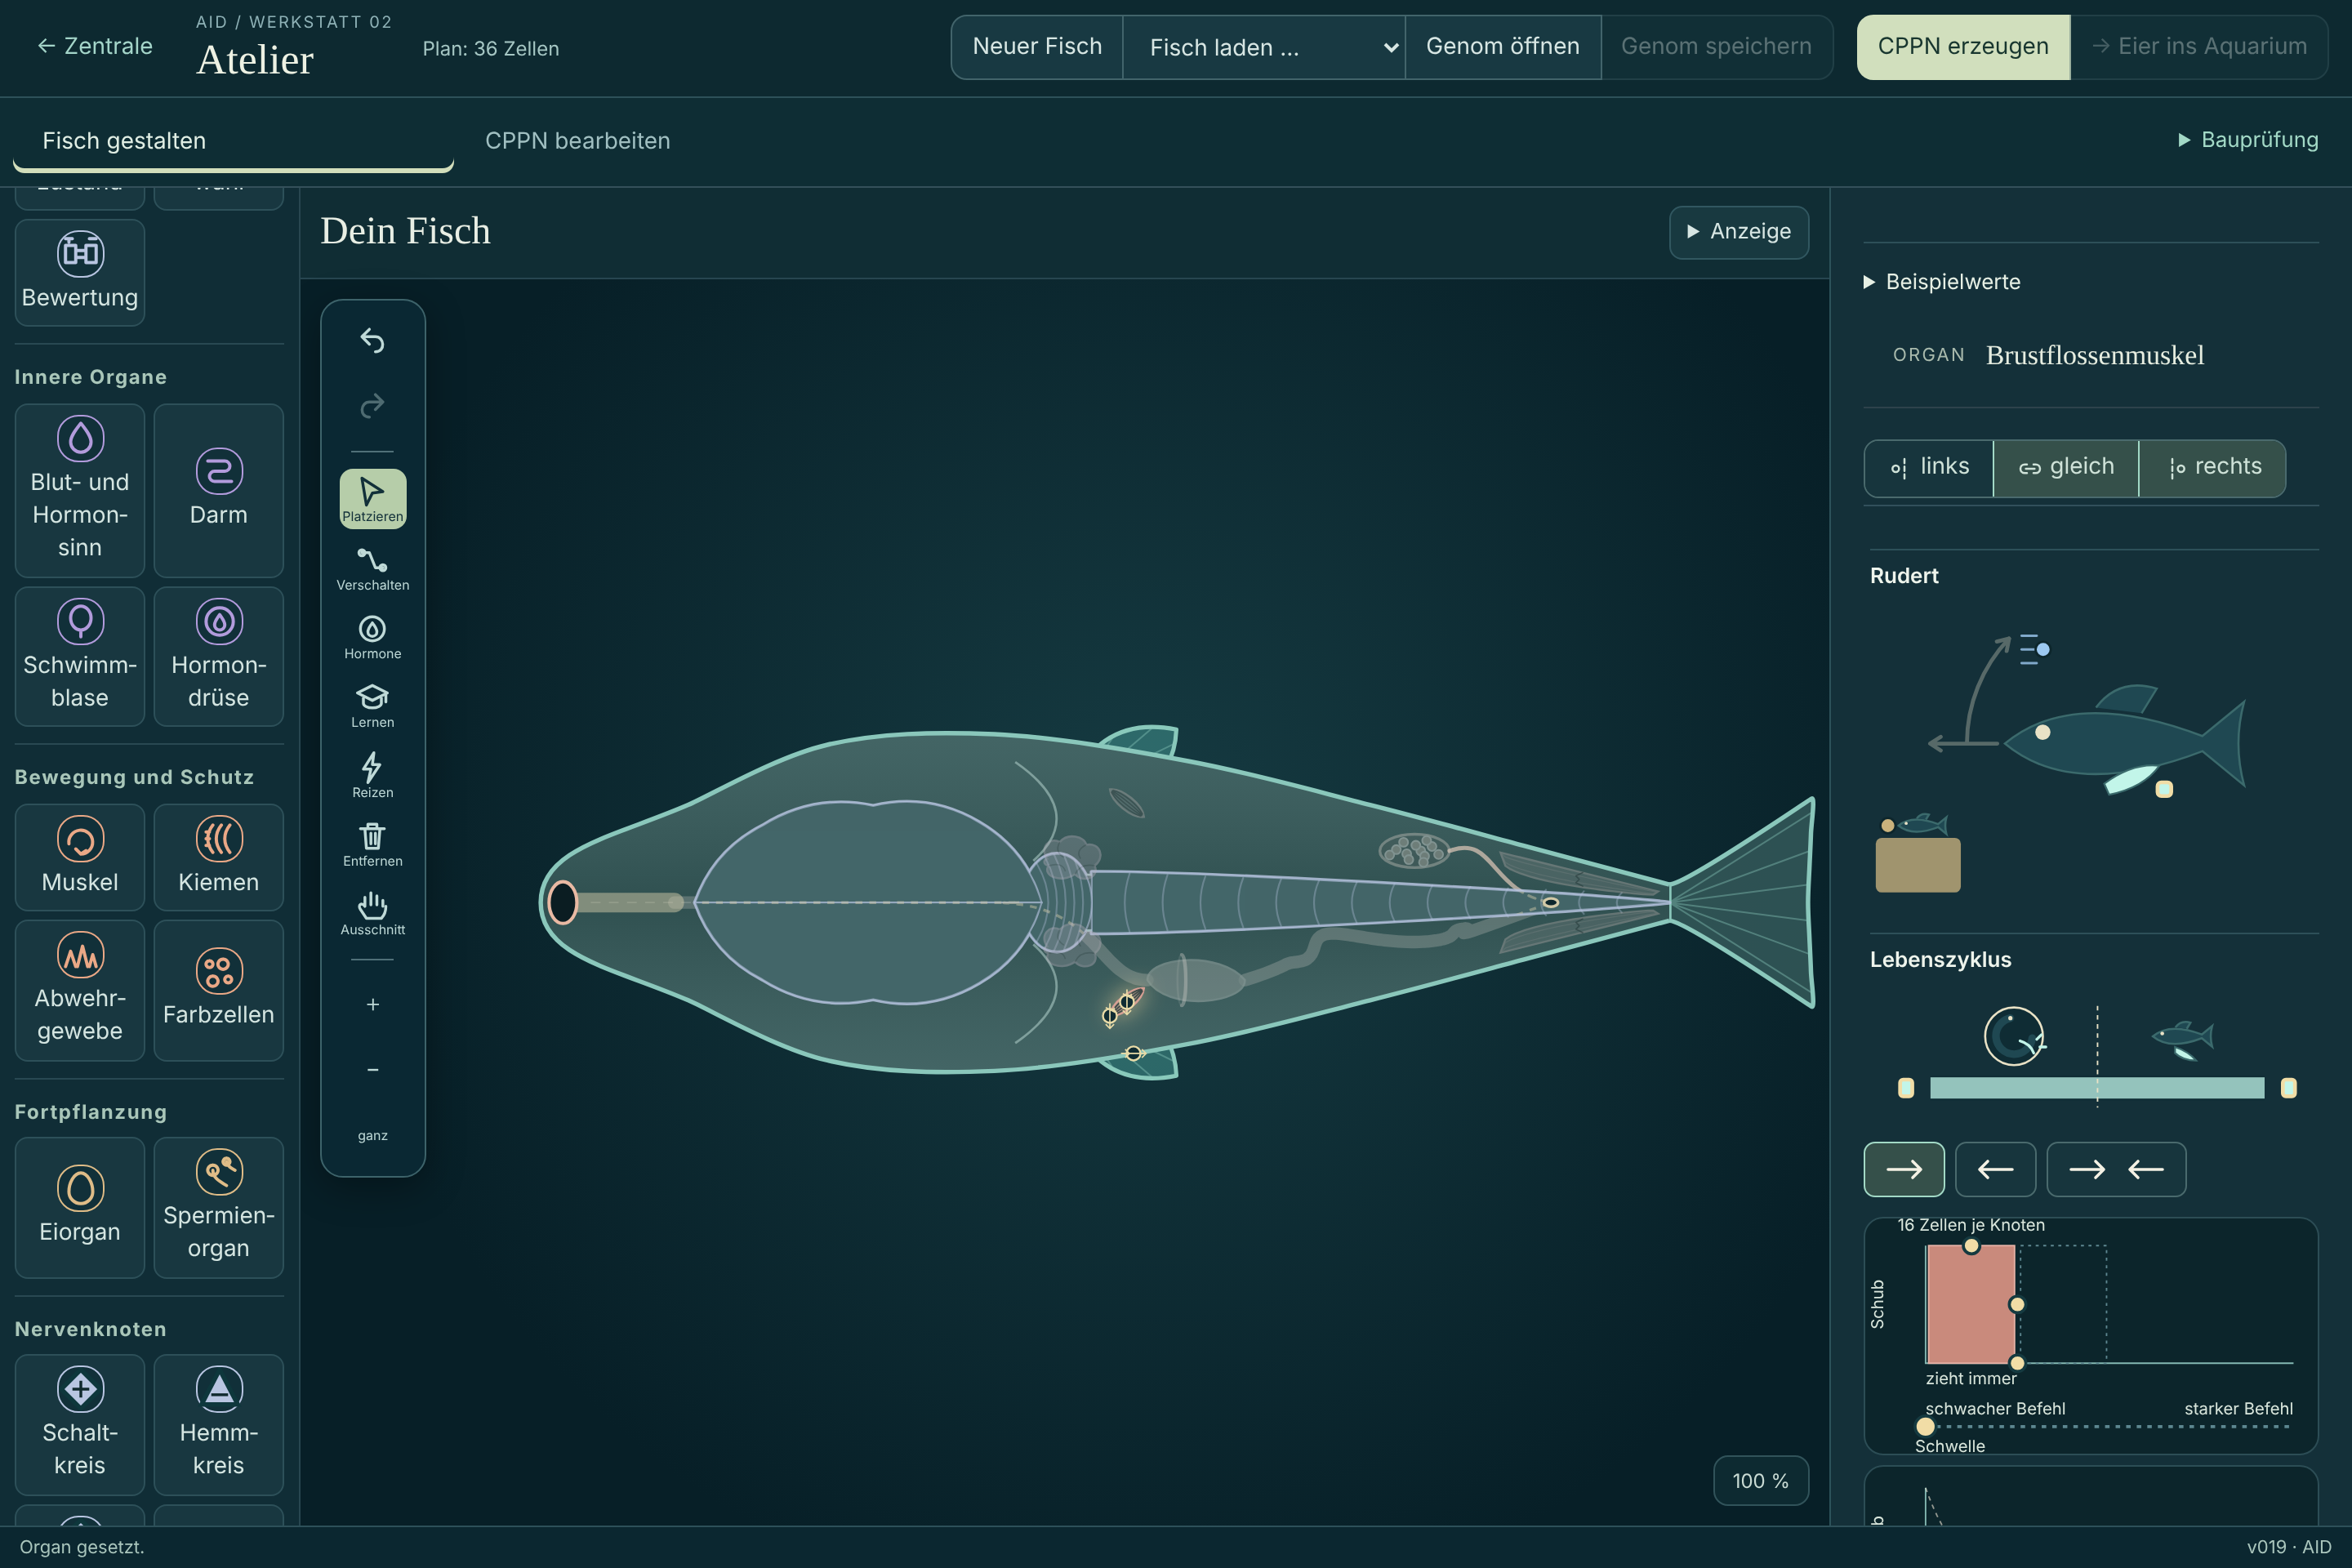 ← Zentrale
AID / WERKSTATT 02
Atelier
Plan: 36 Zellen
Neuer Fisch
Fisch laden ...
Genom öffnen
Genom speichern
CPPN erzeugen
→ Eier ins Aquarium
Fisch gestalten
CPPN bearbeiten
Bauprüfung
Bewertung
Innere Organe
Blut- und
Hormon-
sinn
Darm
Schwimm-
blase
Hormon-
drüse
Bewegung und Schutz
Muskel
Kiemen
Abwehr-
gewebe
Farbzellen
Fortpflanzung
Eiorgan
Spermien-
organ
Nervenknoten
Schalt-
kreis
Hemm-
kreis
Dein Fisch
Anzeige
Platzieren
Verschalten
Hormone
Lernen
Reizen
Entfernen
Ausschnitt
+
−
ganz
100 %
Beispielwerte
ORGAN Brustflossenmuskel
links
gleich
rechts
Rudert
Lebenszyklus
16 Zellen je Knoten
Schub
zieht immer
schwacher Befehl
starker Befehl
Schwelle
Organ gesetzt.
v019 · AID